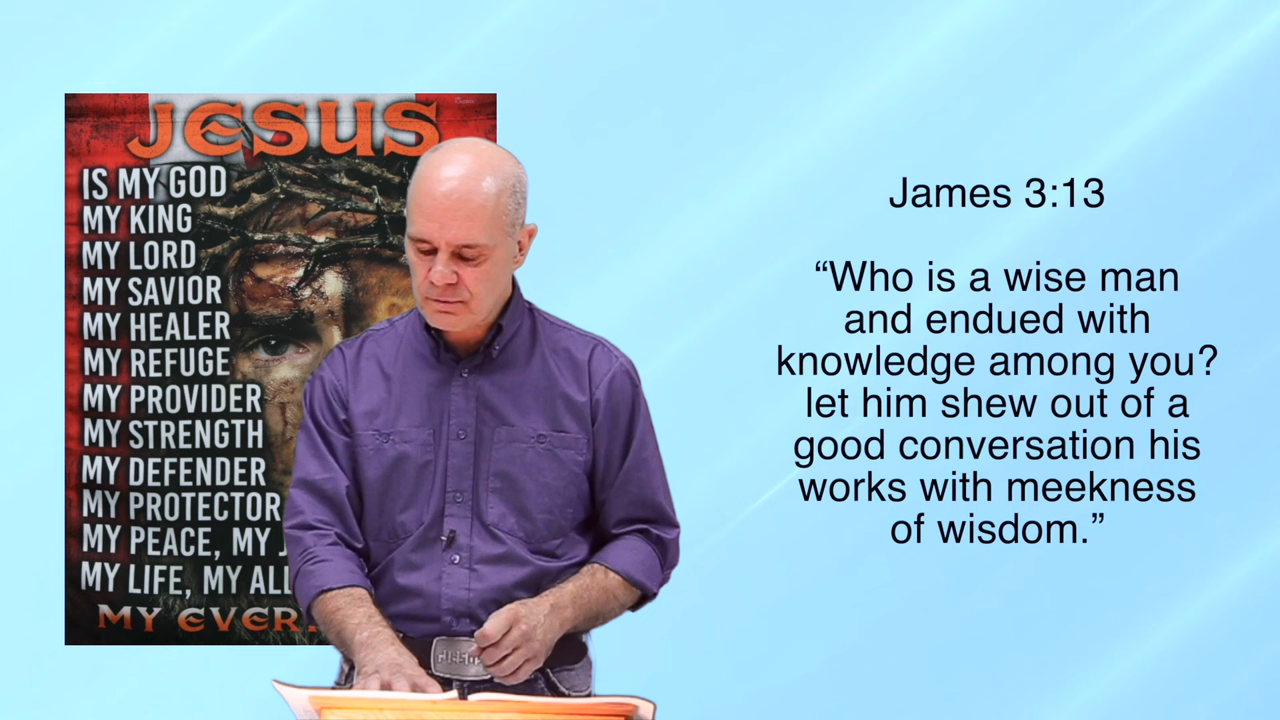 JESUS
IS MY GOD
MY KING
MY LORD
MY SAVIOR
MY HEALER
MY REFUGE
MY PROVIDER
MY STRENGTH
MY DEFENDER
MY PROTECTOR
MY PEACE, MY
MY LIFE, MY ALL
MY EVER
JESUS
James 3:13
“Who is a wise man
and endued with
knowledge among you?
let him shew out of a
good conversation his
works with meekness
of wisdom.”